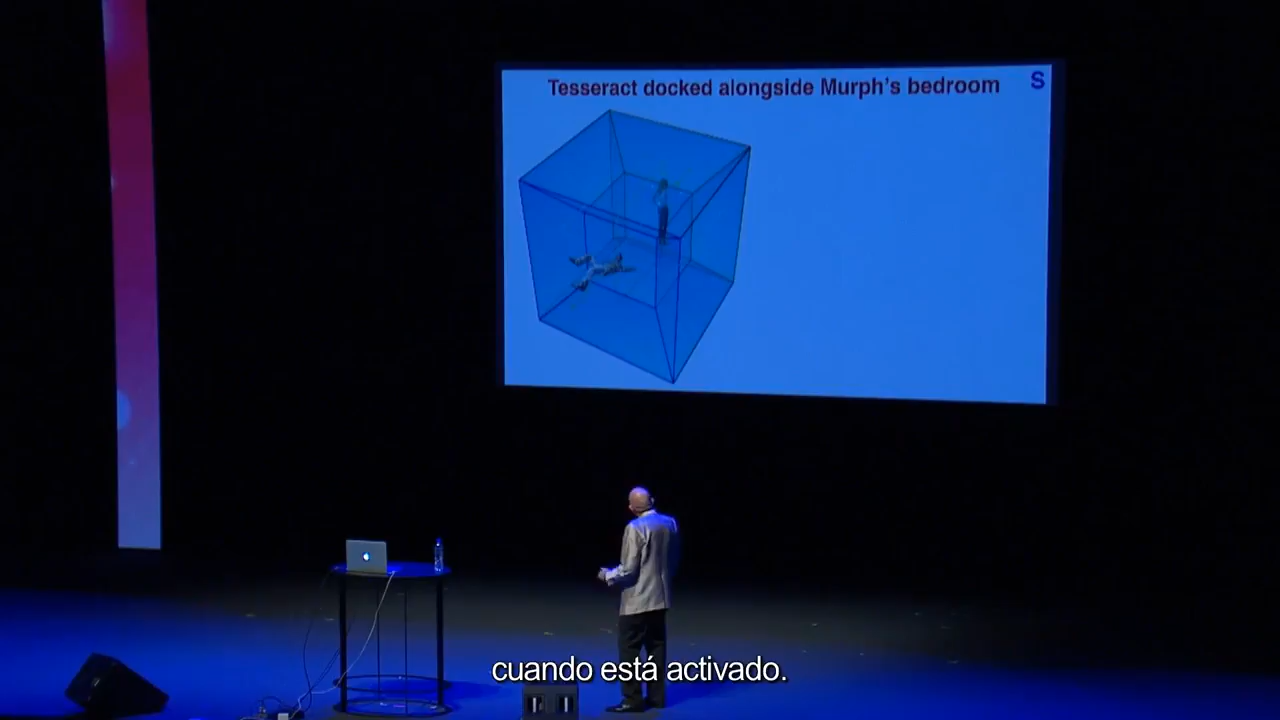 Tesseract docked alongside Murph's bedroom
S
cuando está activado.